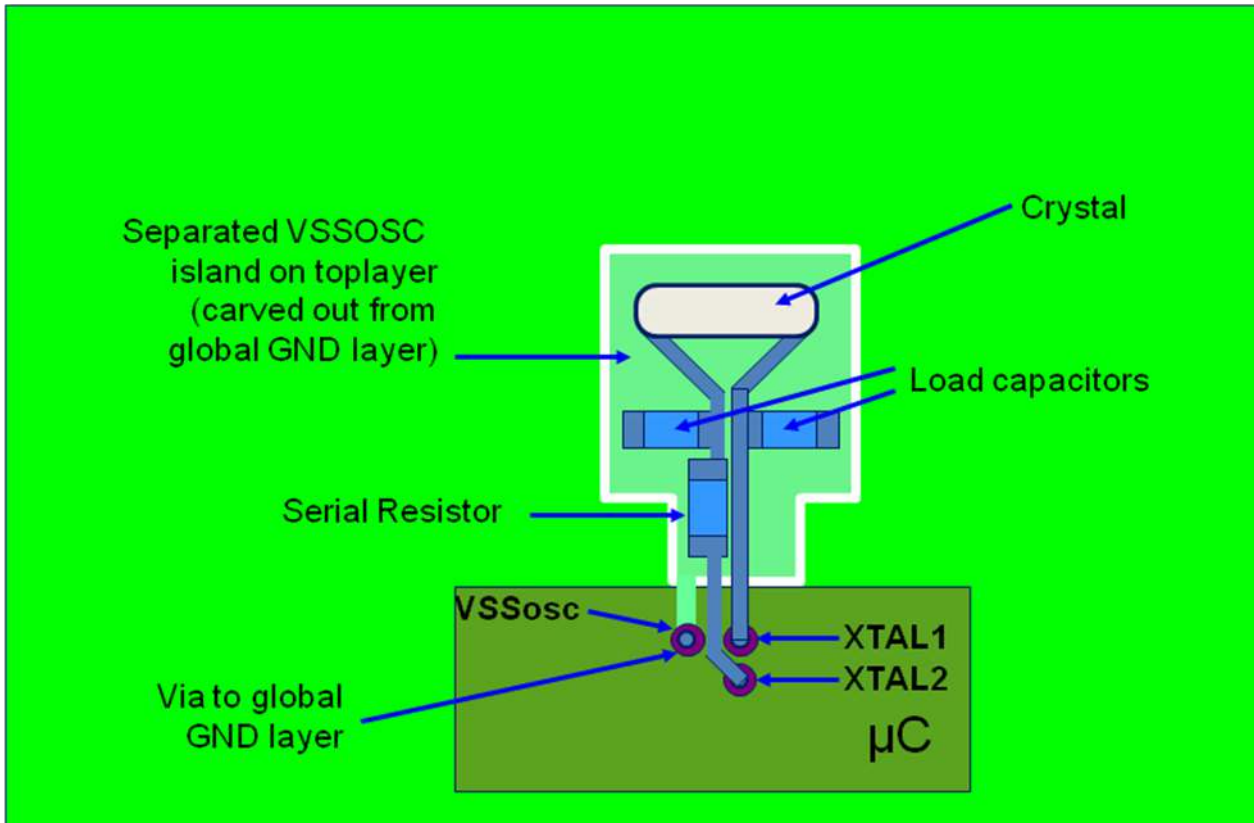 Crystal
Separated VSSOSC
island on toplayer
(carved out from
global GND layer)
Load capacitors
Serial Resistor
VSSosc
XTAL1
XTAL2
Via to global
GND layer
µC